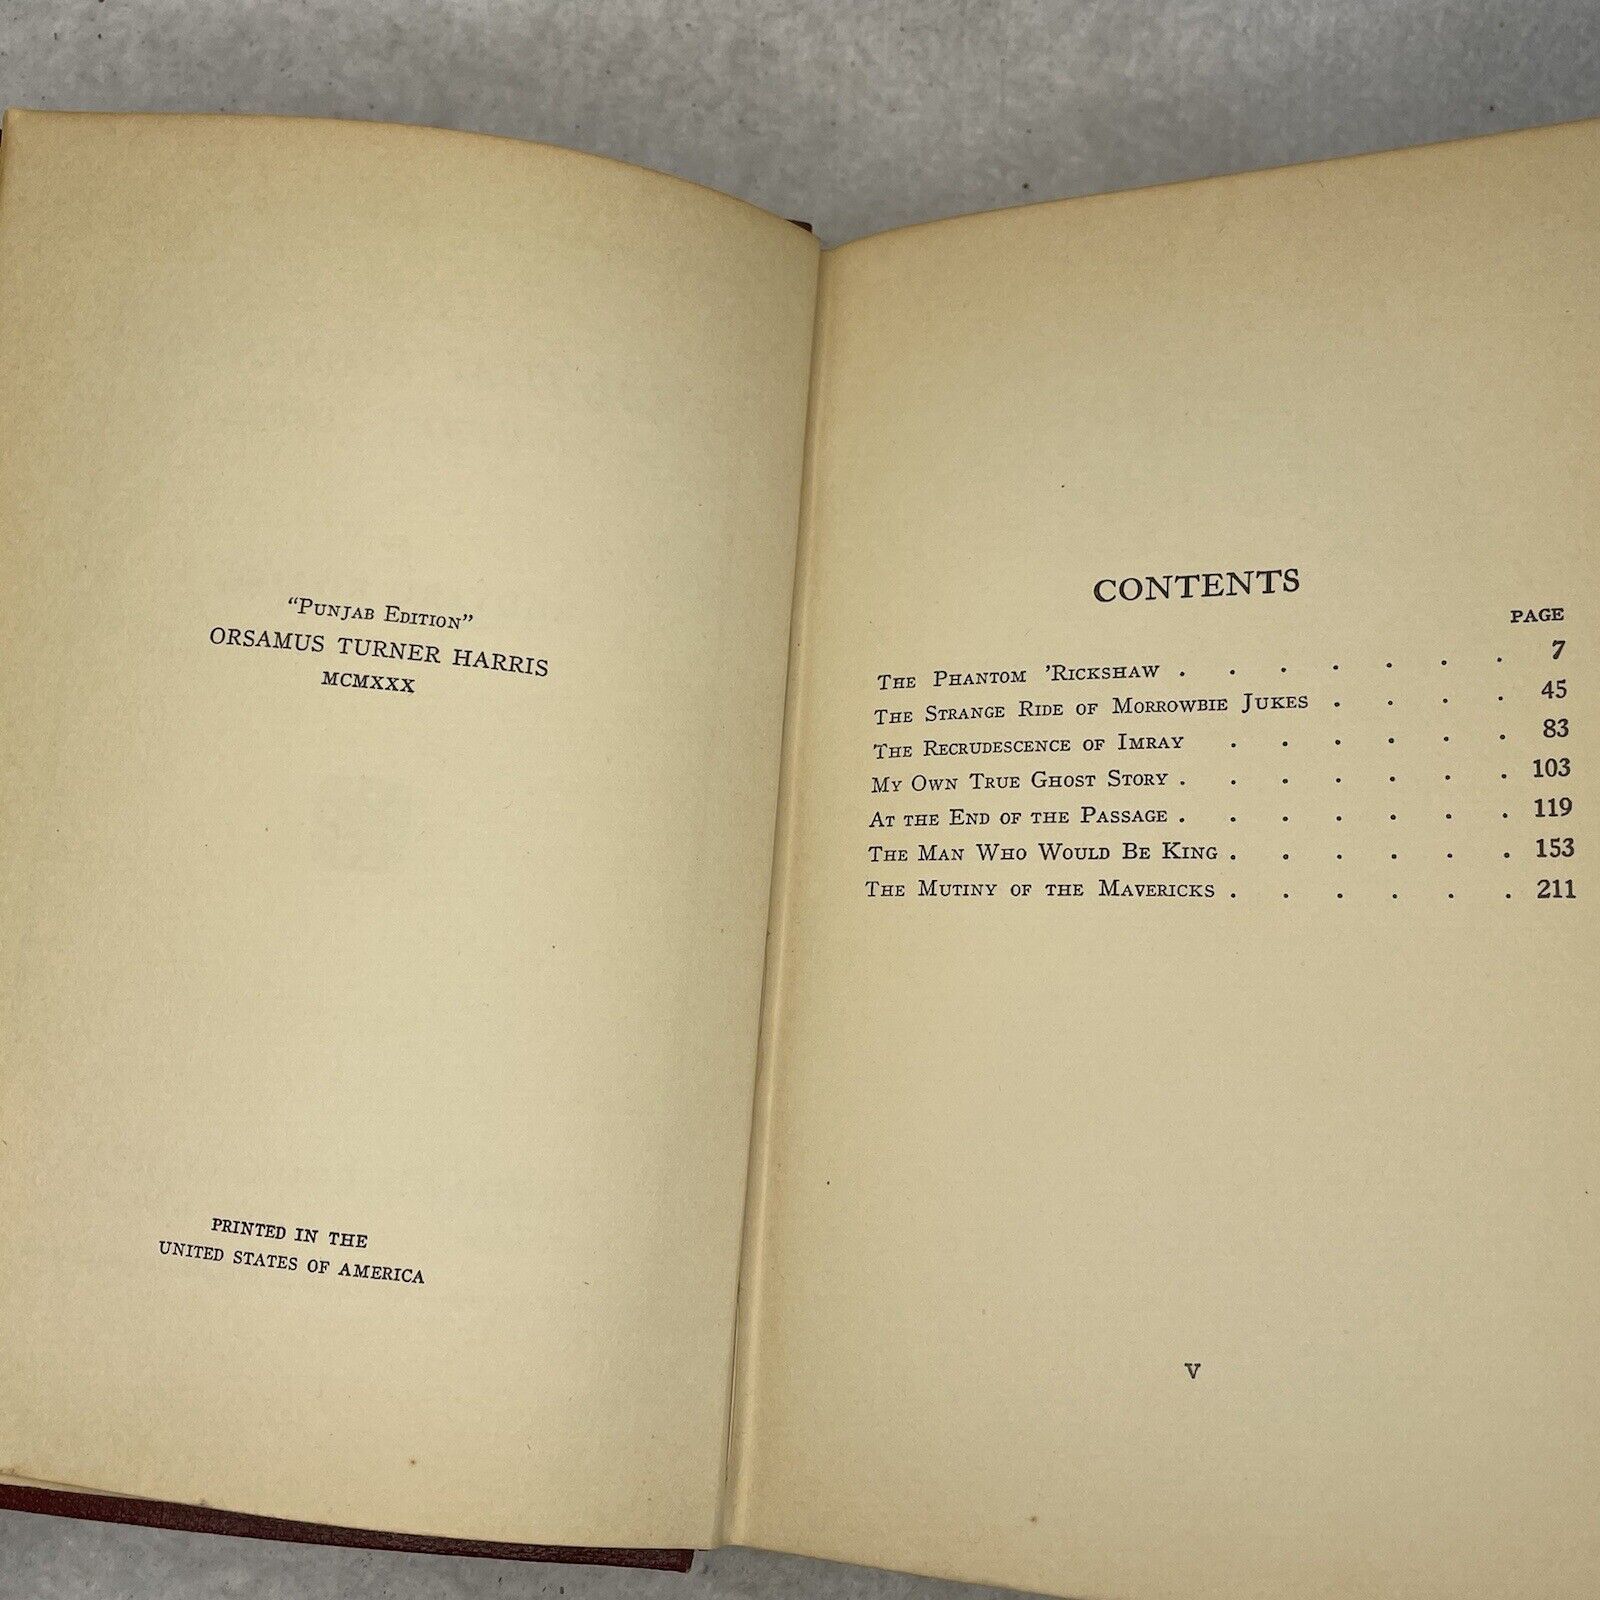 "Punjab Edition"
ORSAMUS TURNER HARRIS
MCMXXX
PRINTED IN THE
UNITED STATES OF AMERICA
CONTENTS
PAGE
The Phantom 'Rickshaw . . . . . . . 7
The Strange Ride of Morrowbie Jukes . . . . 45
The Recrudescence of Imray . . . . . . 83
My Own True Ghost Story . . . . . . . 103
At the End of the Passage . . . . . . . 119
The Man Who Would Be King . . . . . . 153
The Mutiny of the Mavericks . . . . . . 211
V